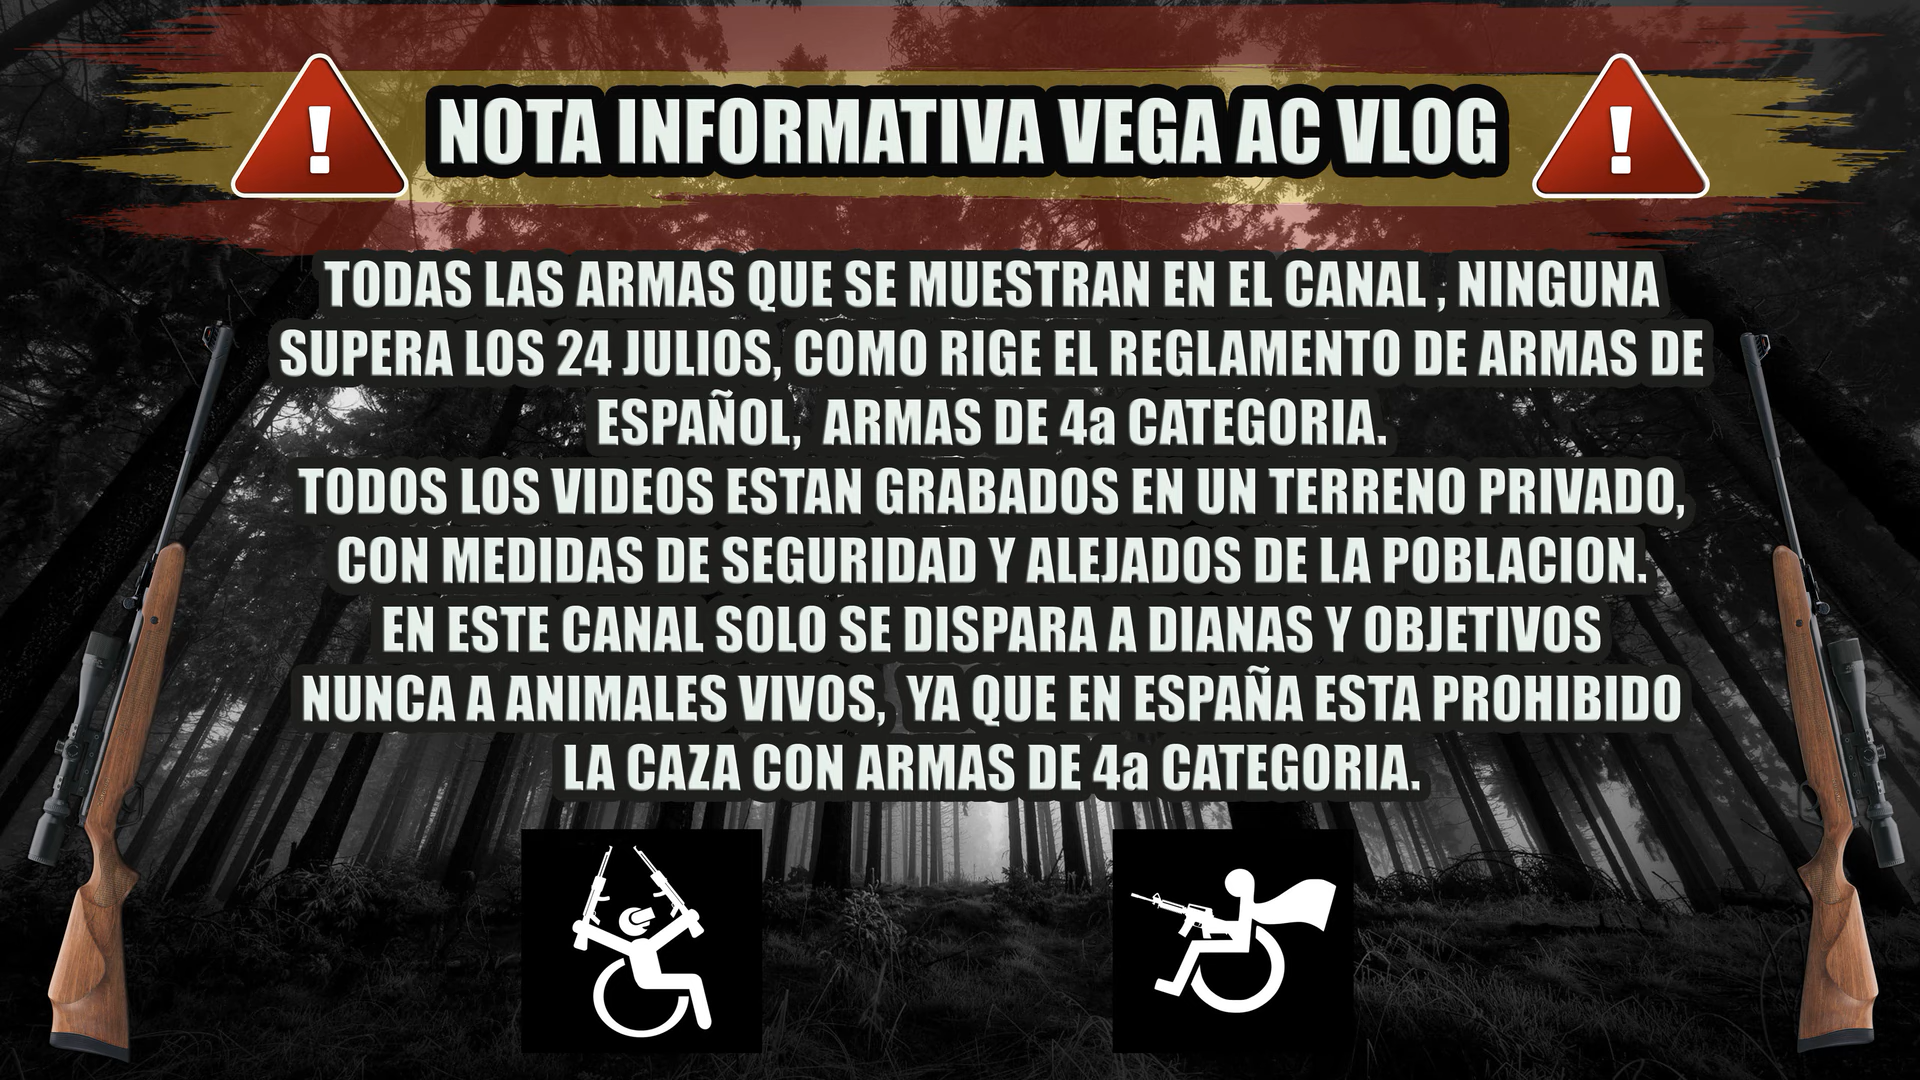 NOTA INFORMATIVA VEGA AC VLOG
TODAS LAS ARMAS QUE SE MUESTRAN EN EL CANAL , NINGUNA
SUPERA LOS 24 JULIOS, COMO RIGE EL REGLAMENTO DE ARMAS DE
ESPAÑOL, ARMAS DE 4a CATEGORIA.
TODOS LOS VIDEOS ESTAN GRABADOS EN UN TERRENO PRIVADO,
CON MEDIDAS DE SEGURIDAD Y ALEJADOS DE LA POBLACION.
EN ESTE CANAL SOLO SE DISPARA A DIANAS Y OBJETIVOS
NUNCA A ANIMALES VIVOS, YA QUE EN ESPAÑA ESTA PROHIBIDO
LA CAZA CON ARMAS DE 4a CATEGORIA.